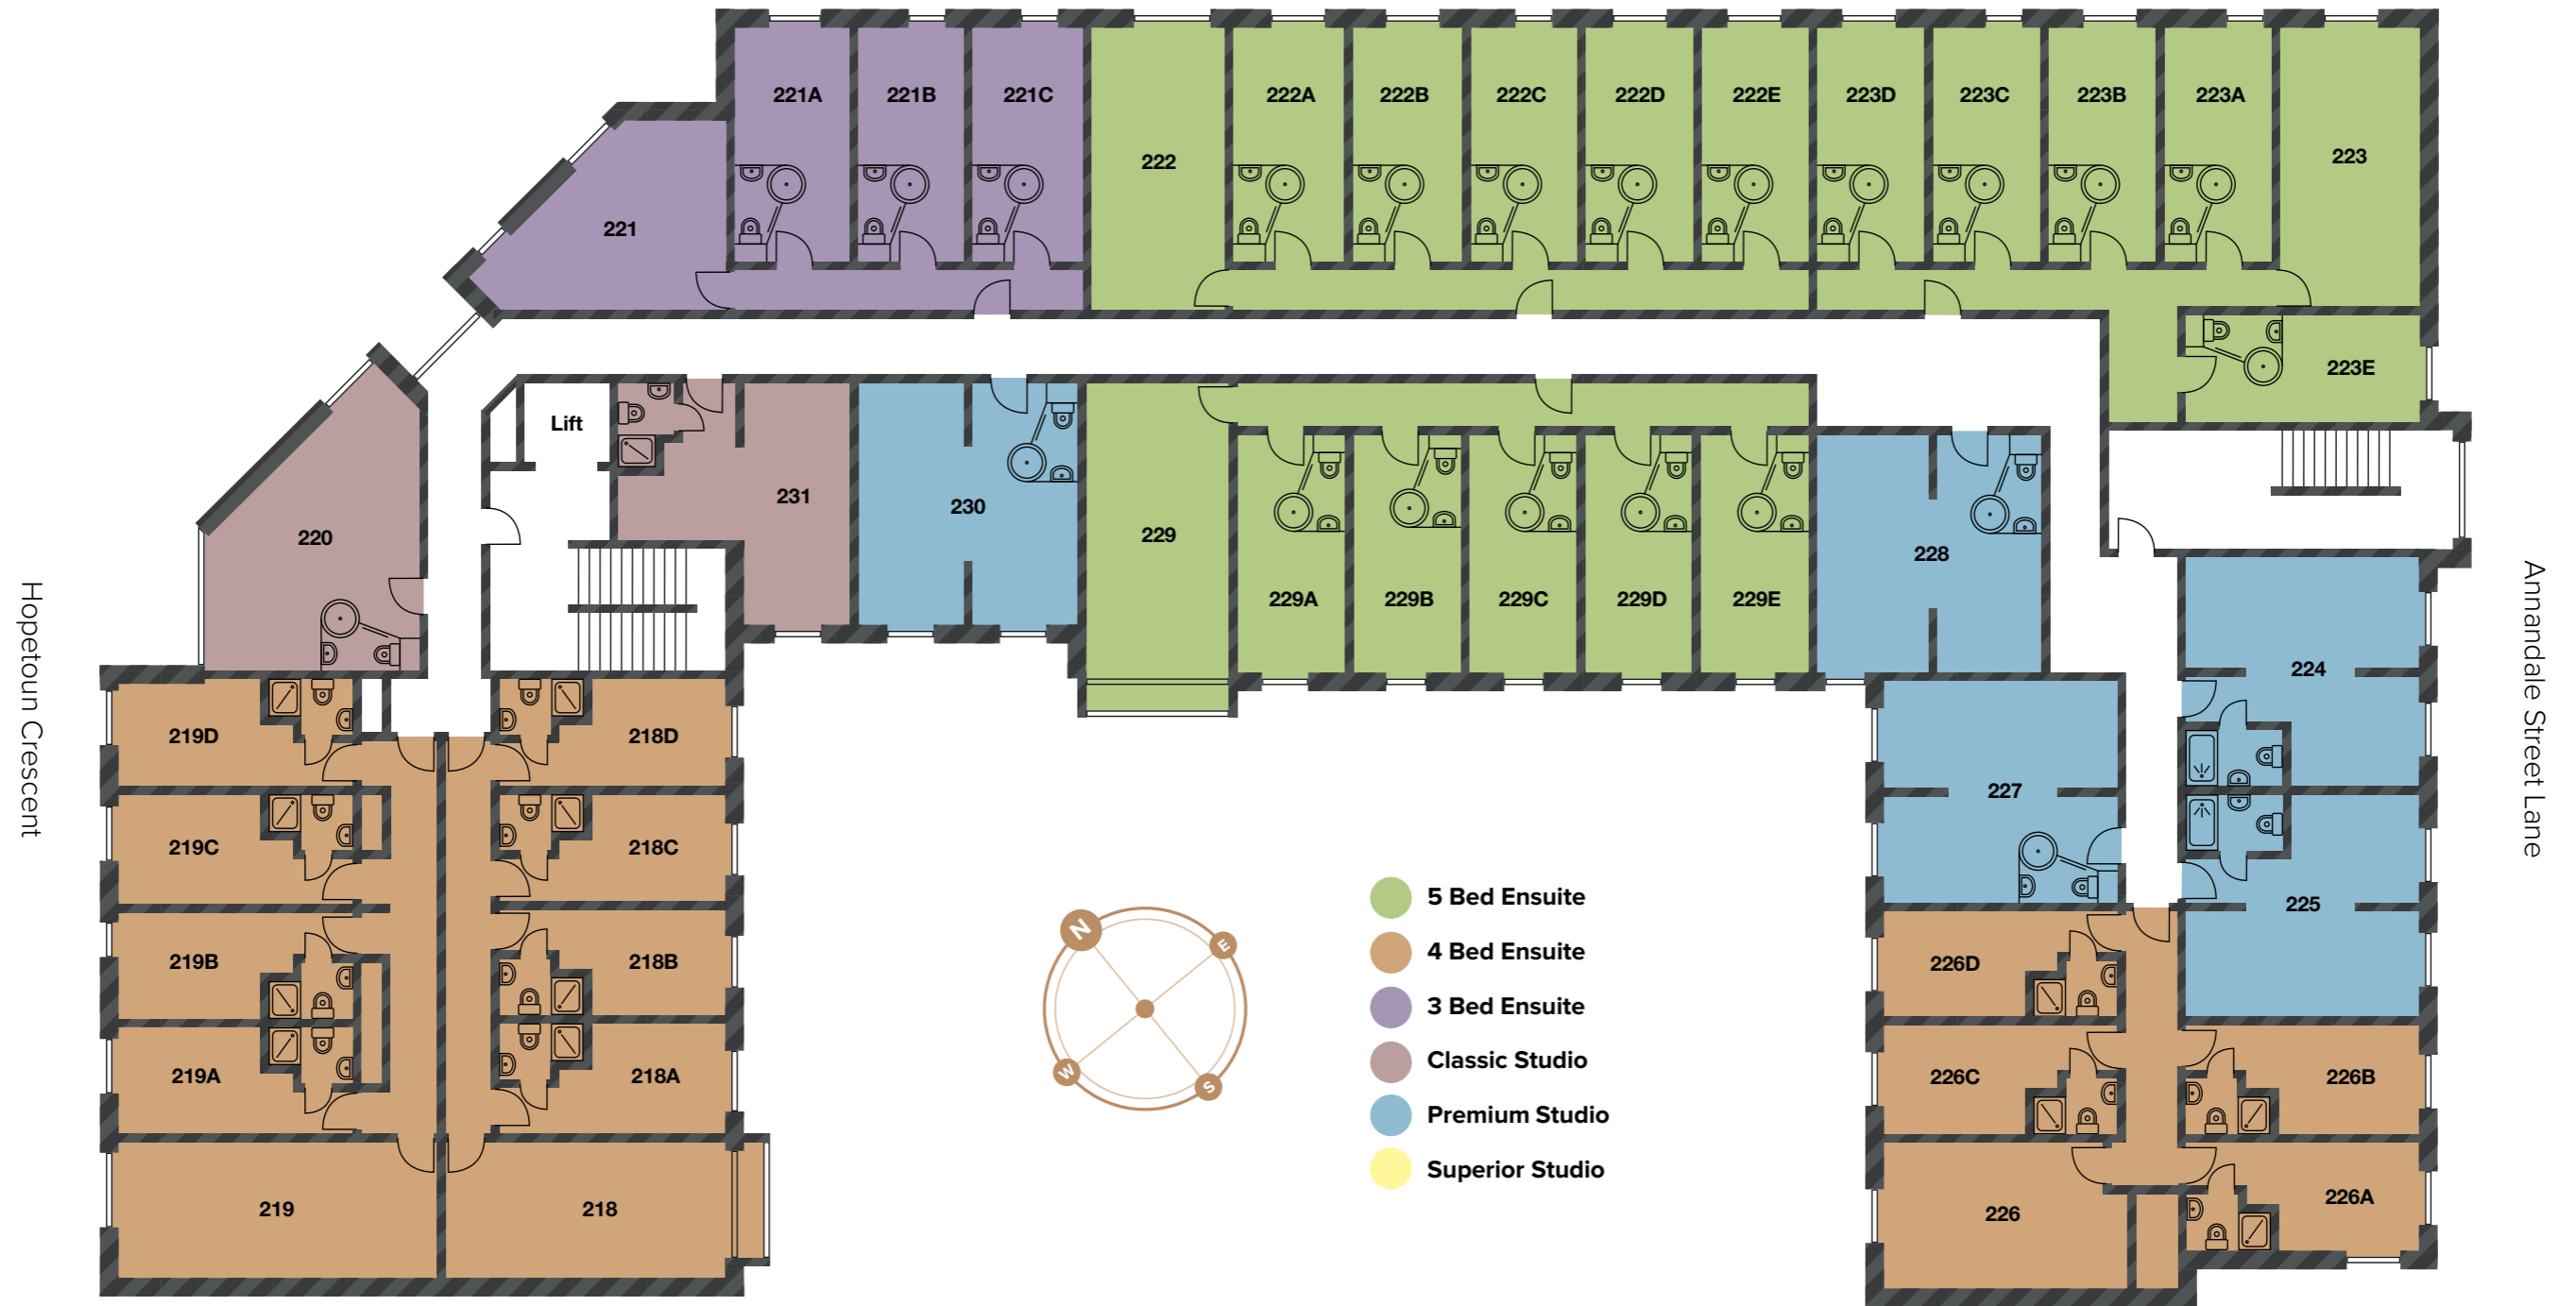 221A
221B
221C
222
222A
222B
222C
222D
222E
223D
223C
223B
223A
223
221
223E
Lift
220
231
230
229
229A
229B
229C
229D
229E
228
224
Hopetoun Crescent
Annandale Street Lane
219D
218D
227
219C
218C
225
219B
218B
226D
219A
218A
226C
226B
219
218
226
226A
N
E
W
S
5 Bed Ensuite
4 Bed Ensuite
3 Bed Ensuite
Classic Studio
Premium Studio
Superior Studio